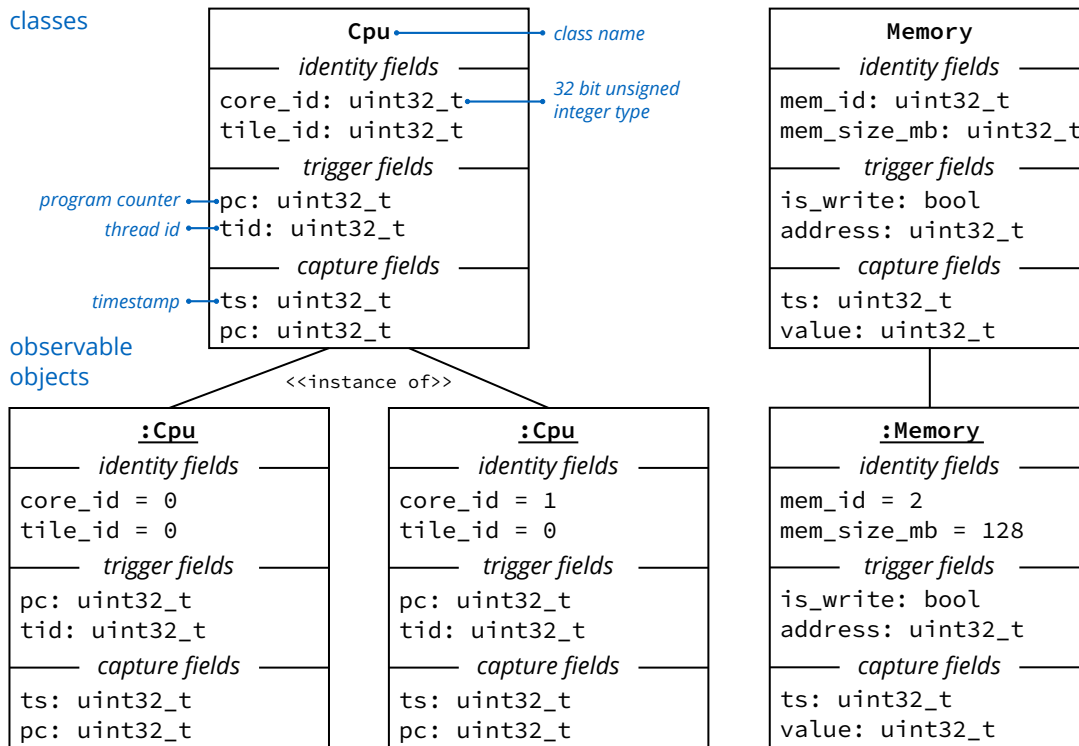 classes
Cpu
class name
identity fields
core_id: uint32_t
32 bit unsigned
integer type
tile_id: uint32_t
trigger fields
program counter
pc: uint32_t
thread id
tid: uint32_t
capture fields
timestamp
ts: uint32_t
pc: uint32_t
Memory
identity fields
mem_id: uint32_t
mem_size_mb: uint32_t
trigger fields
is_write: bool
address: uint32_t
capture fields
ts: uint32_t
value: uint32_t
observable
objects
<<instance of>>
:Cpu
identity fields
core_id = 0
tile_id = 0
trigger fields
pc: uint32_t
tid: uint32_t
capture fields
ts: uint32_t
pc: uint32_t
:Cpu
identity fields
core_id = 1
tile_id = 0
trigger fields
pc: uint32_t
tid: uint32_t
capture fields
ts: uint32_t
pc: uint32_t
:Memory
identity fields
mem_id = 2
mem_size_mb = 128
trigger fields
is_write: bool
address: uint32_t
capture fields
ts: uint32_t
value: uint32_t